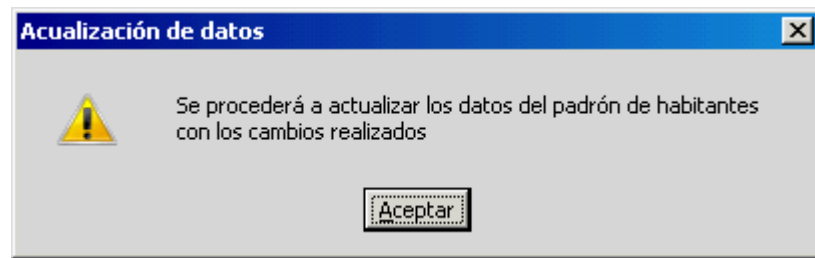 Acualización de datos
Se procederá a actualizar los datos del padrón de habitantes
con los cambios realizados
Aceptar